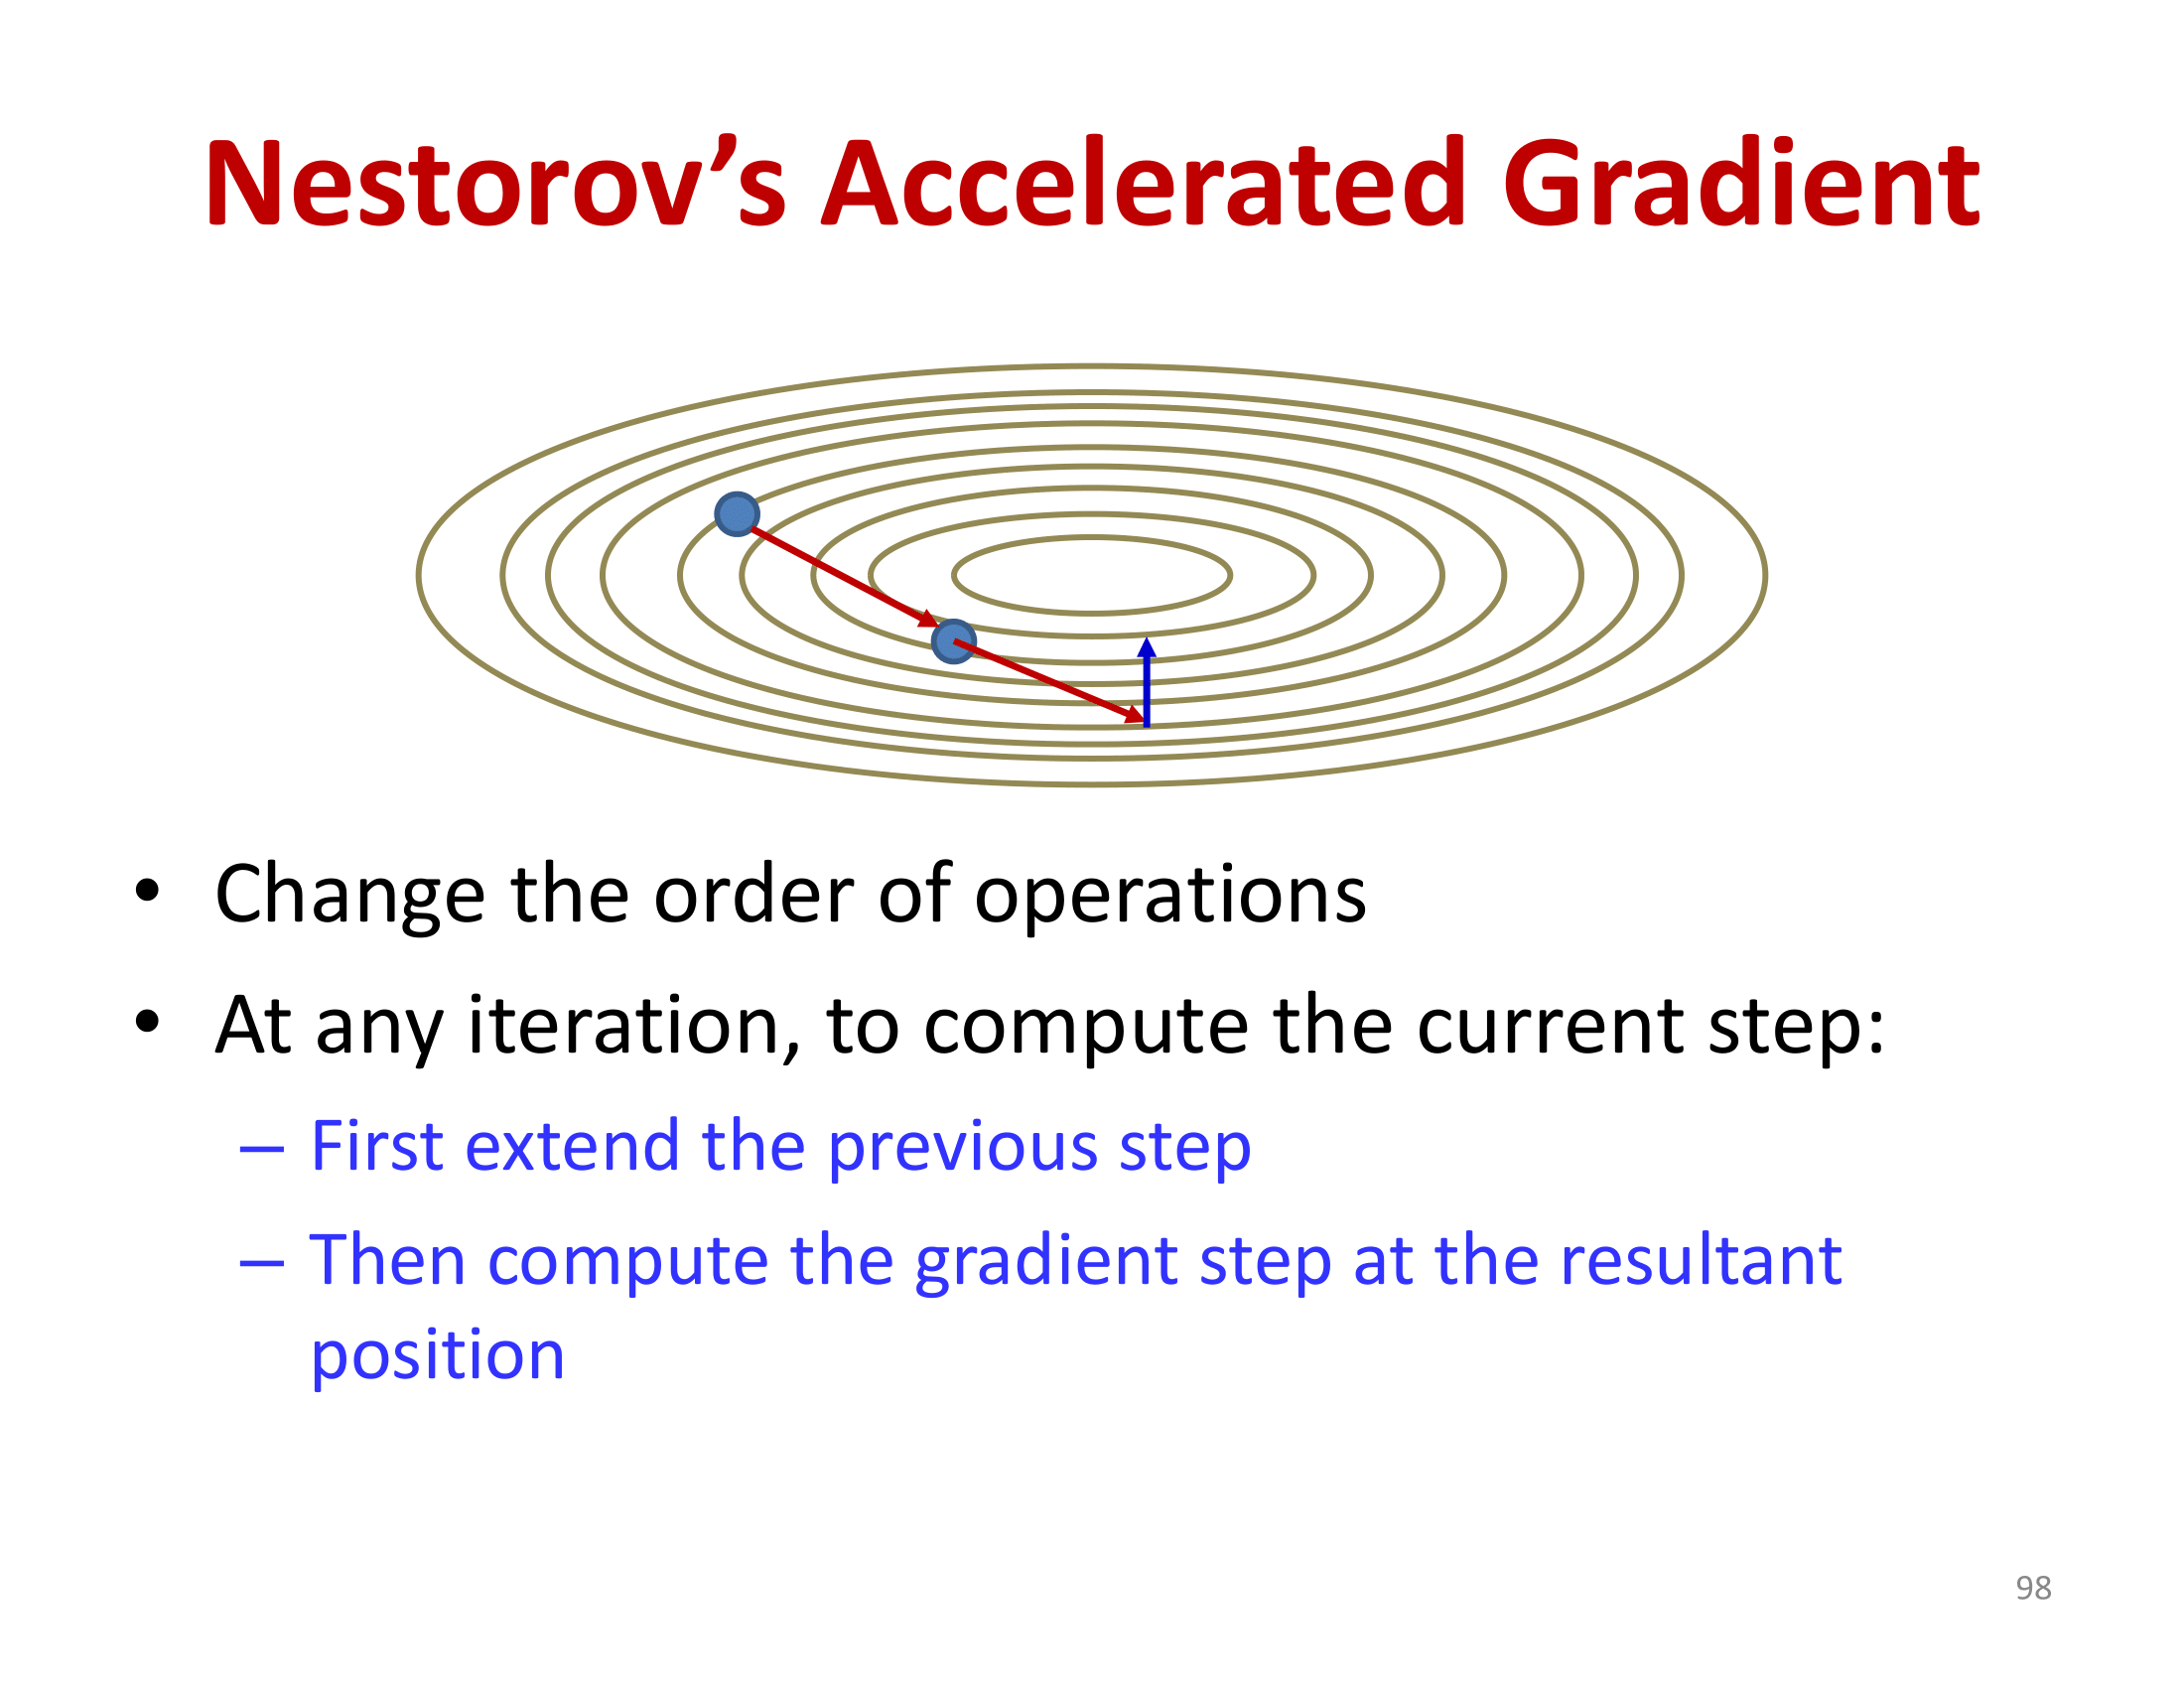 Nestorov’s Accelerated Gradient
• Change the order of operations
• At any iteration, to compute the current step:
– First extend the previous step
– Then compute the gradient step at the resultant
position
98